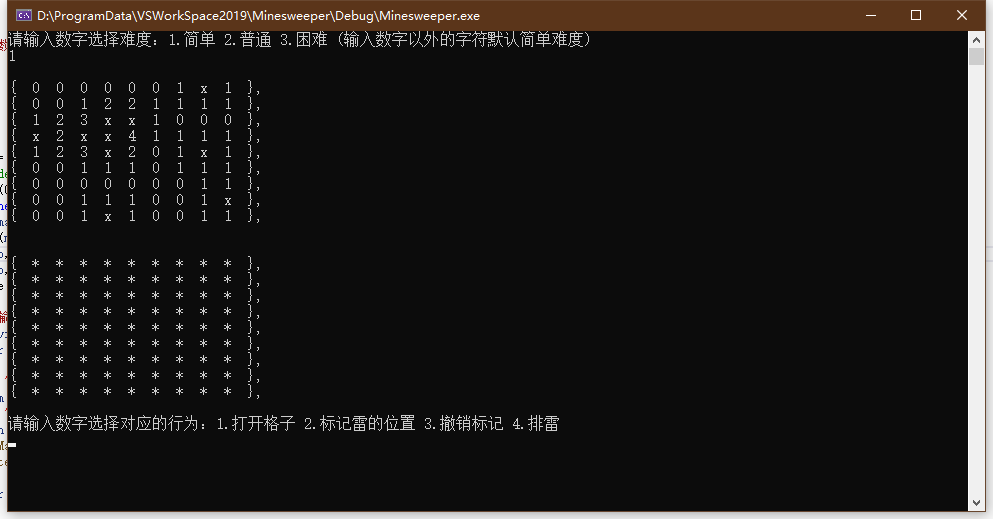 D:\ProgramData\VSWorkSpace2019\Minesweeper\Debug\Minesweeper.exe
请输入数字选择难度：1.简单 2.普通 3.困难（输入数字以外的字符默认简单难度）
1
{ 0 0 0 0 0 0 1 x 1 },
{ 0 0 1 2 2 1 1 1 1 },
{ 1 2 3 x x 1 0 0 0 },
{ x 2 x x 4 1 1 1 1 },
{ 1 2 3 x 2 0 1 x 1 },
{ 0 0 1 1 1 0 1 1 1 },
{ 0 0 0 0 0 0 0 1 1 },
{ 0 0 1 1 1 0 0 1 x },
{ 0 0 1 x 1 0 0 1 1 },
{ * * * * * * * * * },
{ * * * * * * * * * },
{ * * * * * * * * * },
{ * * * * * * * * * },
{ * * * * * * * * * },
{ * * * * * * * * * },
{ * * * * * * * * * },
{ * * * * * * * * * },
{ * * * * * * * * * },
请输入数字选择对应的行为：1.打开格子 2.标记雷的位置 3.撤销标记 4.排雷